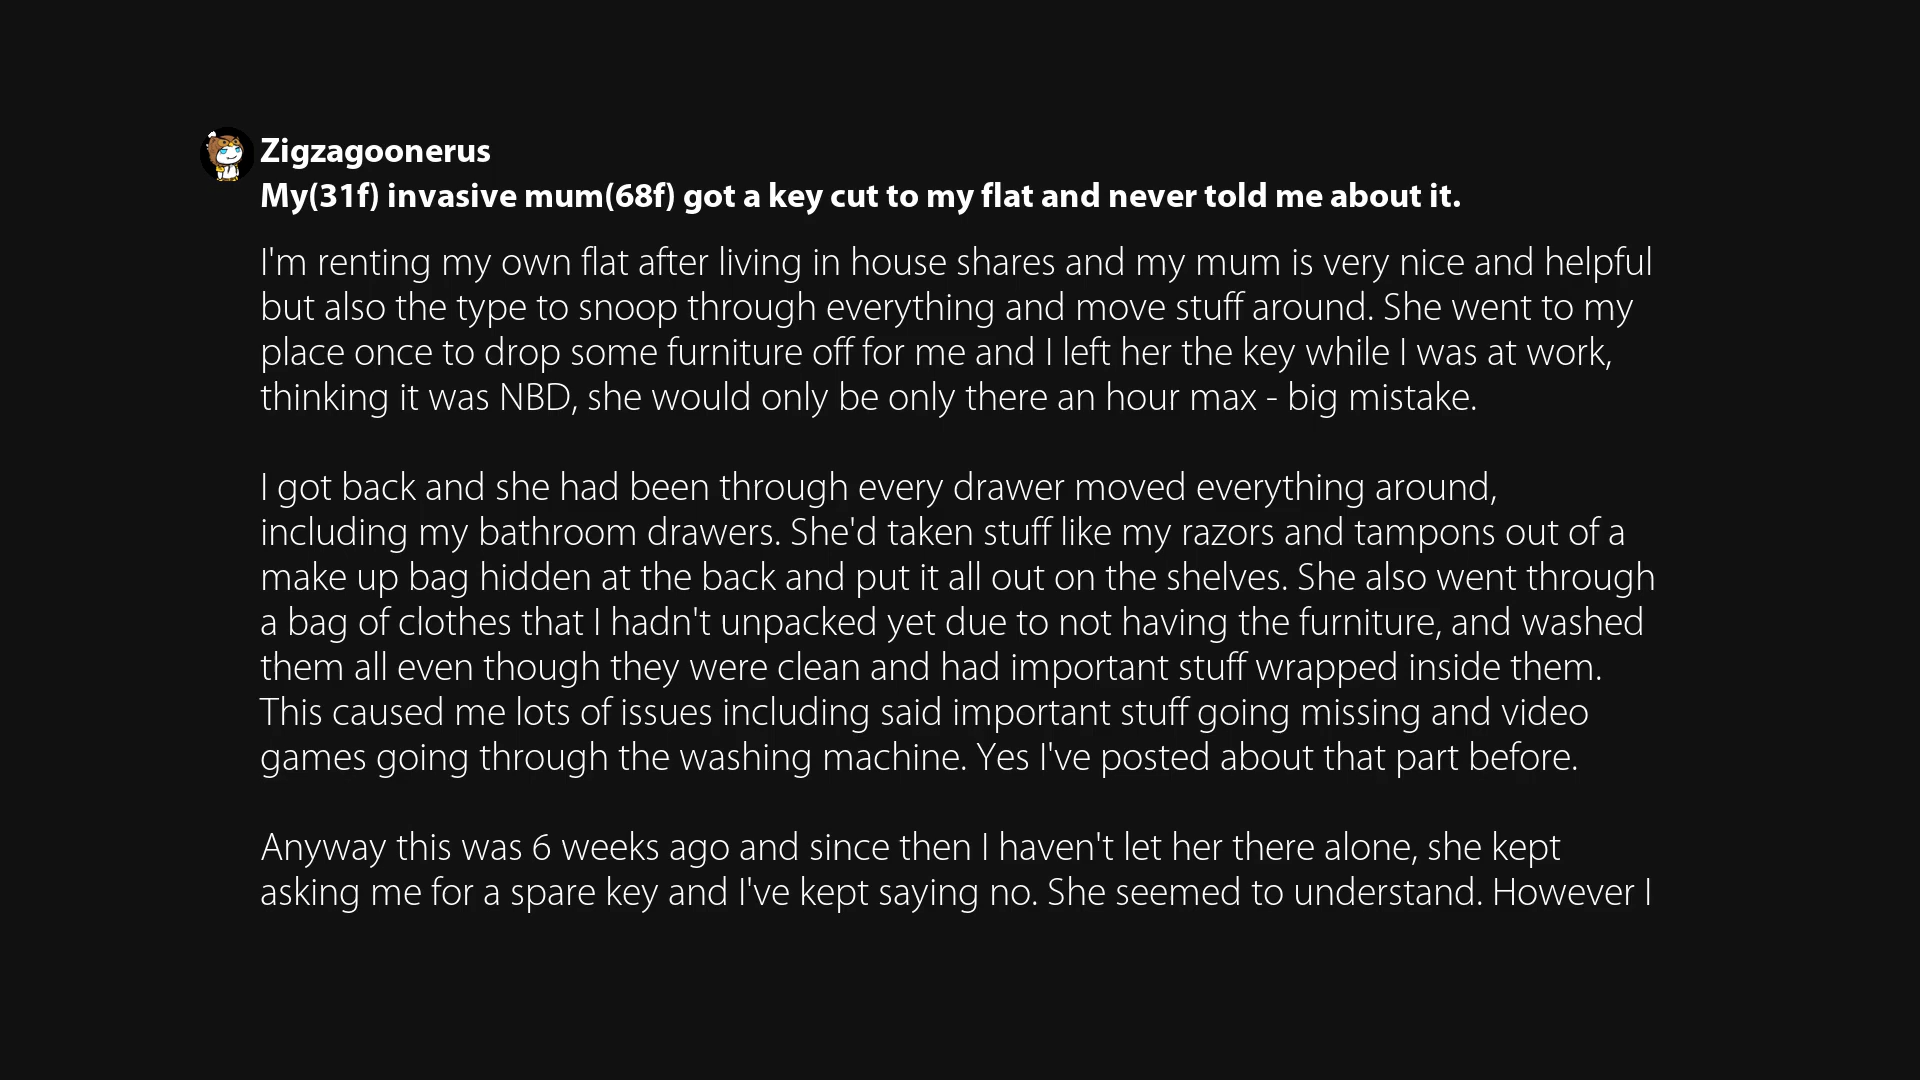 Zigzagoonerus
My(31f) invasive mum(68f) got a key cut to my flat and never told me about it.
I'm renting my own flat after living in house shares and my mum is very nice and helpful
but also the type to snoop through everything and move stuff around. She went to my
place once to drop some furniture off for me and I left her the key while I was at work,
thinking it was NBD, she would only be only there an hour max - big mistake.
I got back and she had been through every drawer moved everything around,
including my bathroom drawers. She'd taken stuff like my razors and tampons out of a
make up bag hidden at the back and put it all out on the shelves. She also went through
a bag of clothes that I hadn't unpacked yet due to not having the furniture, and washed
them all even though they were clean and had important stuff wrapped inside them.
This caused me lots of issues including said important stuff going missing and video
games going through the washing machine. Yes I've posted about that part before.
Anyway this was 6 weeks ago and since then I haven't let her there alone, she kept
asking me for a spare key and I've kept saying no. She seemed to understand. However I